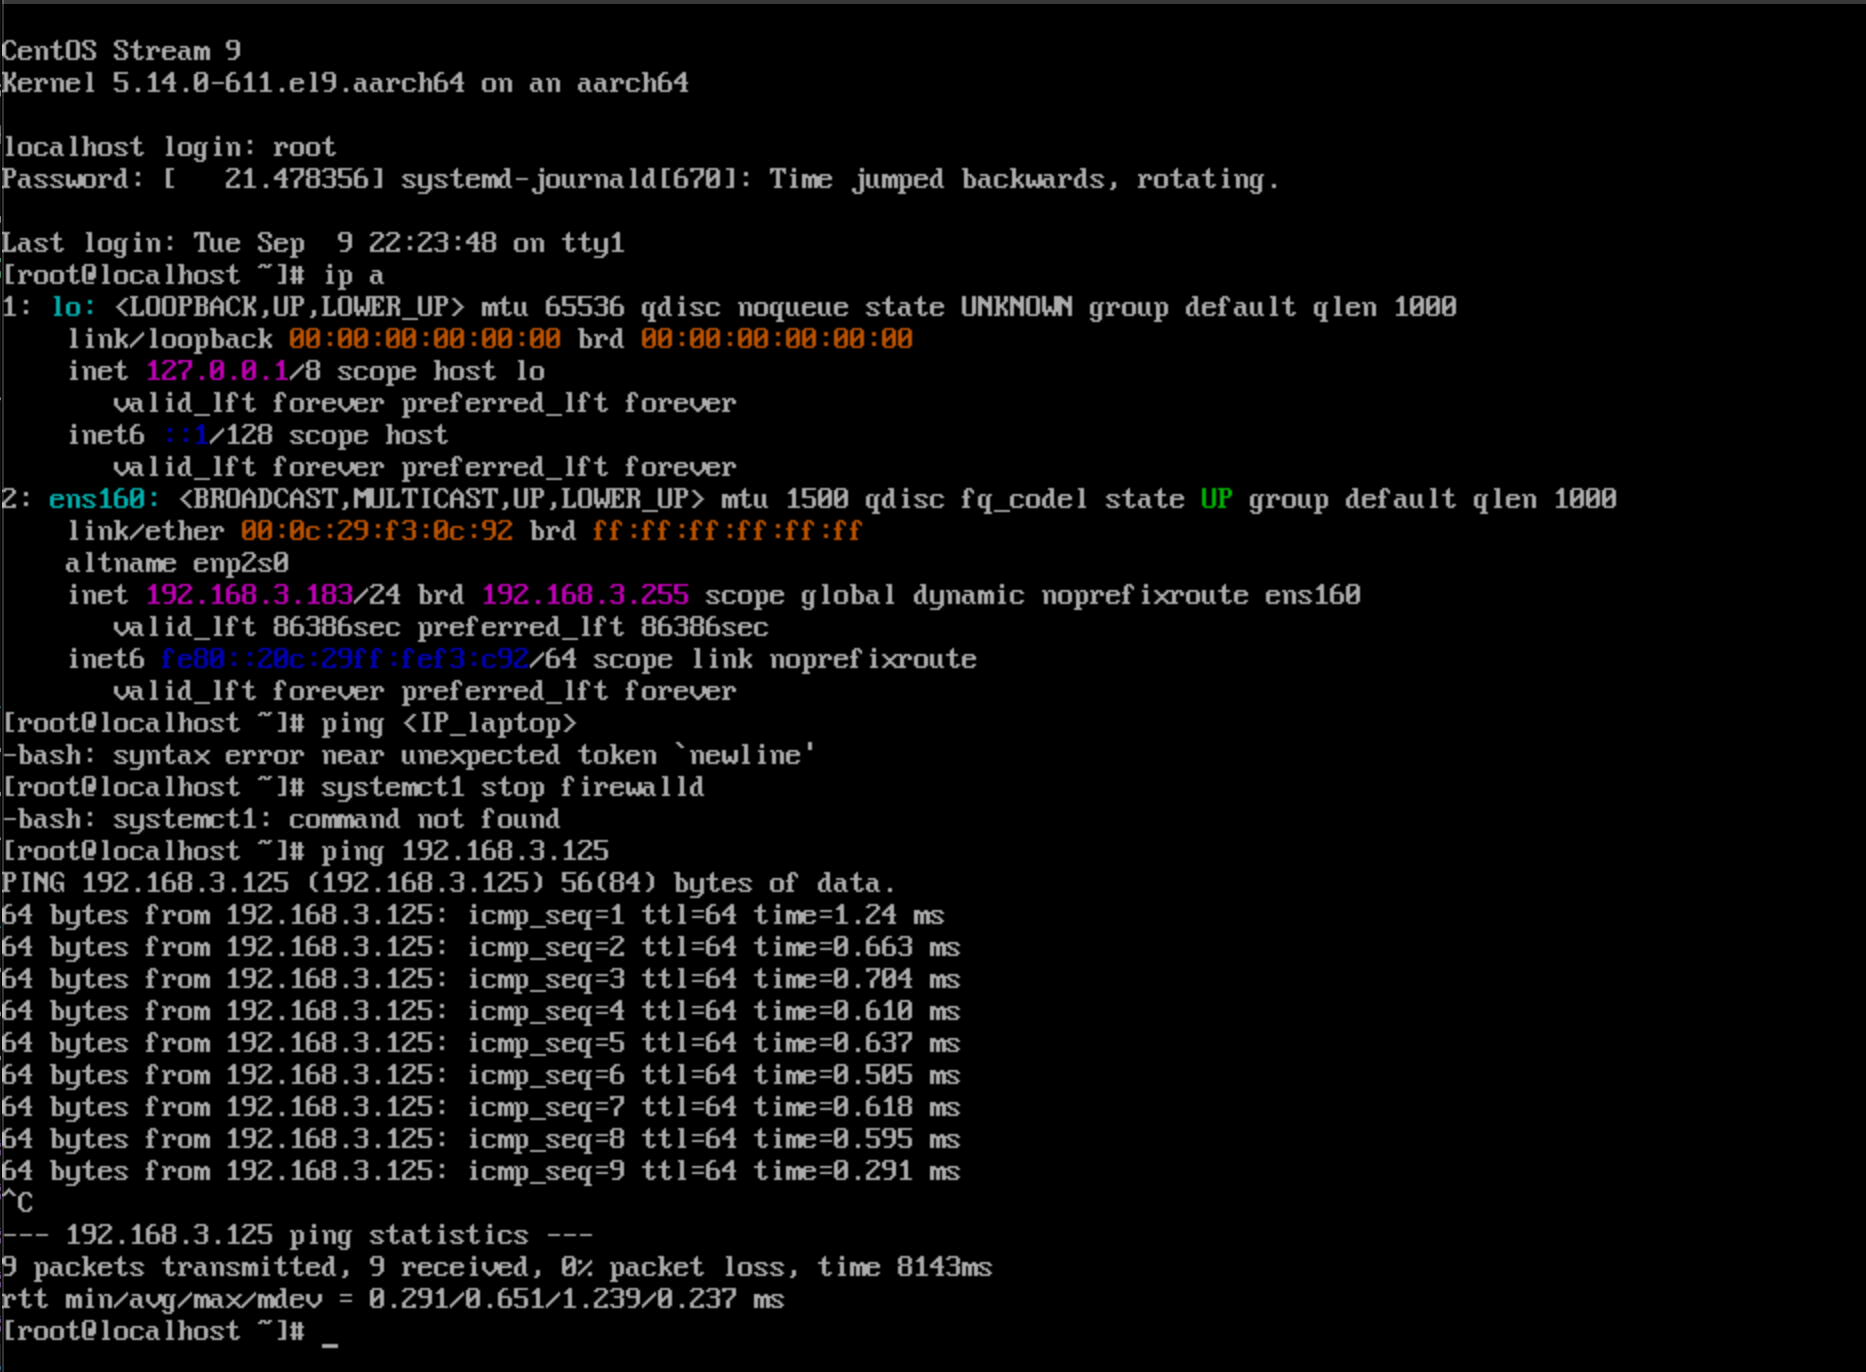 CentOS Stream 9
Kernel 5.14.0-611.el9.aarch64 on an aarch64
localhost login: root
Password: [   21.478356] systemd-journald[670]: Time jumped backwards, rotating.
Last login: Tue Sep  9 22:23:48 on tty1
[root@localhost ~]# ip a
1: lo: <LOOPBACK,UP,LOWER_UP> mtu 65536 qdisc noqueue state UNKNOWN group default qlen 1000
    link/loopback 00:00:00:00:00:00 brd 00:00:00:00:00:00
    inet 127.0.0.1/8 scope host lo
       valid_lft forever preferred_lft forever
    inet6 ::1/128 scope host
       valid_lft forever preferred_lft forever
2: ens160: <BROADCAST,MULTICAST,UP,LOWER_UP> mtu 1500 qdisc fq_codel state UP group default qlen 1000
    link/ether 00:0c:29:f3:0c:92 brd ff:ff:ff:ff:ff:ff
    altname enp2s0
    inet 192.168.3.183/24 brd 192.168.3.255 scope global dynamic noprefixroute ens160
       valid_lft 86386sec preferred_lft 86386sec
    inet6 fe80::20c:29ff:fef3:c92/64 scope link noprefixroute
       valid_lft forever preferred_lft forever
[root@localhost ~]# ping <IP_laptop>
-bash: syntax error near unexpected token `newline'
[root@localhost ~]# systemct1 stop firewalld
-bash: systemct1: command not found
[root@localhost ~]# ping 192.168.3.125
PING 192.168.3.125 (192.168.3.125) 56(84) bytes of data.
64 bytes from 192.168.3.125: icmp_seq=1 ttl=64 time=1.24 ms
64 bytes from 192.168.3.125: icmp_seq=2 ttl=64 time=0.663 ms
64 bytes from 192.168.3.125: icmp_seq=3 ttl=64 time=0.704 ms
64 bytes from 192.168.3.125: icmp_seq=4 ttl=64 time=0.610 ms
64 bytes from 192.168.3.125: icmp_seq=5 ttl=64 time=0.637 ms
64 bytes from 192.168.3.125: icmp_seq=6 ttl=64 time=0.505 ms
64 bytes from 192.168.3.125: icmp_seq=7 ttl=64 time=0.618 ms
64 bytes from 192.168.3.125: icmp_seq=8 ttl=64 time=0.595 ms
64 bytes from 192.168.3.125: icmp_seq=9 ttl=64 time=0.291 ms
^C
--- 192.168.3.125 ping statistics ---
9 packets transmitted, 9 received, 0% packet loss, time 8143ms
rtt min/avg/max/mdev = 0.291/0.651/1.239/0.237 ms
[root@localhost ~]# _